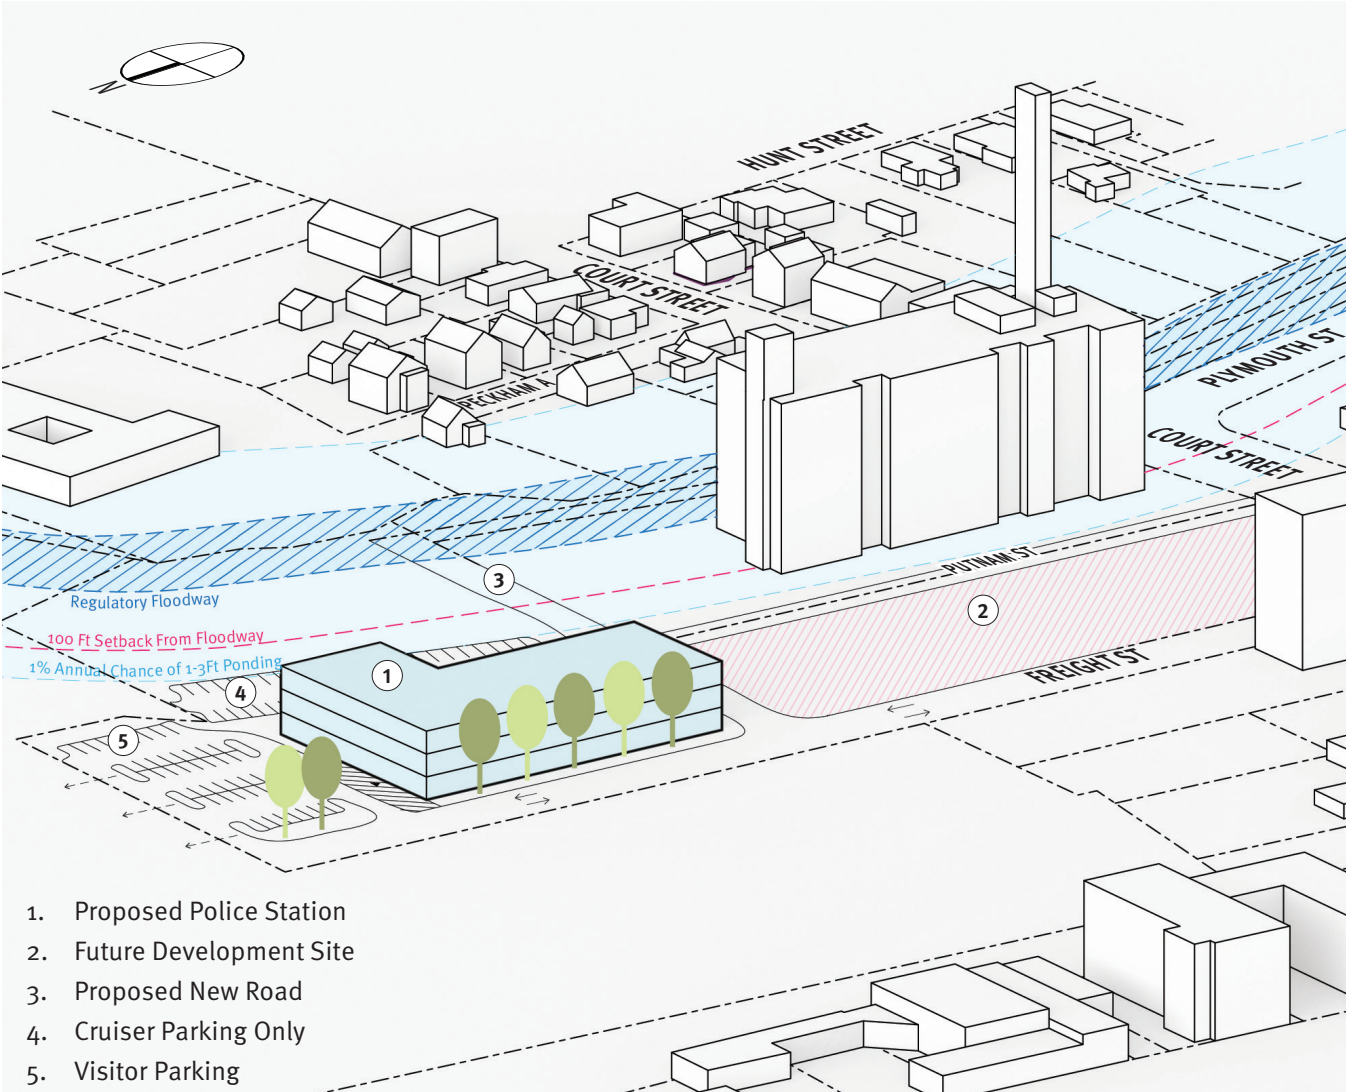 N
HUNT STREET
COURT STREET
PLYMOUTH ST
PECKHAM A
COURT STREET
PUTNAM ST
3
2
Regulatory Floodway
100 Ft Setback From Floodway
1% Annual Chance of 1-3Ft Ponding
1
4
5
FREIGHT ST
1. Proposed Police Station
2. Future Development Site
3. Proposed New Road
4. Cruiser Parking Only
5. Visitor Parking